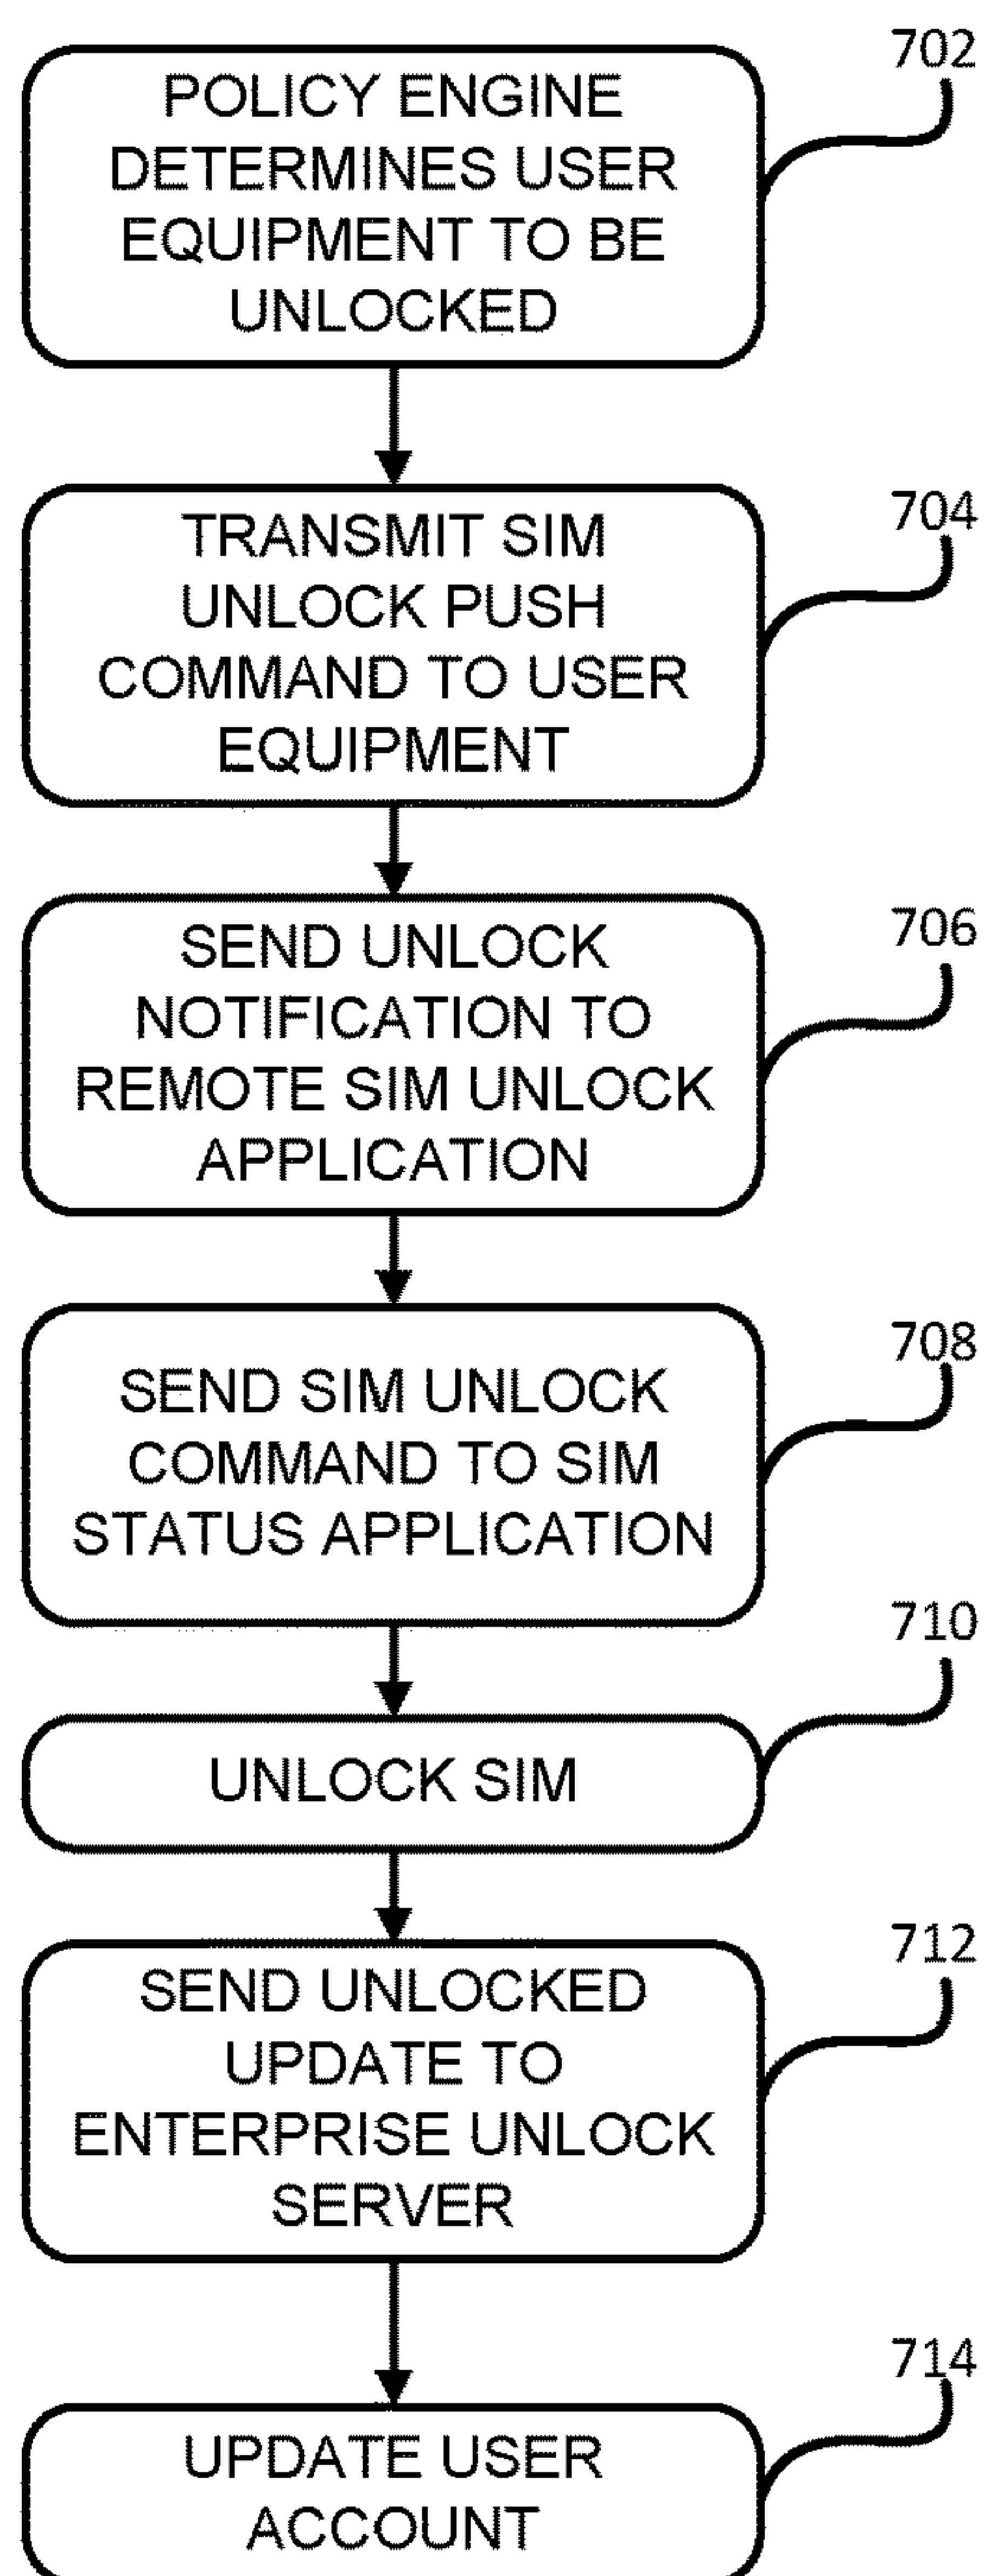 702
POLICY ENGINE
DETERMINES USER
EQUIPMENT TO BE
UNLOCKED
704
TRANSMIT SIM
UNLOCK PUSH
COMMAND TO USER
EQUIPMENT
706
SEND UNLOCK
NOTIFICATION TO
REMOTE SIM UNLOCK
APPLICATION
708
SEND SIM UNLOCK
COMMAND TO SIM
STATUS APPLICATION
710
UNLOCK SIM
712
SEND UNLOCKED
UPDATE TO
ENTERPRISE UNLOCK
SERVER
714
UPDATE USER
ACCOUNT